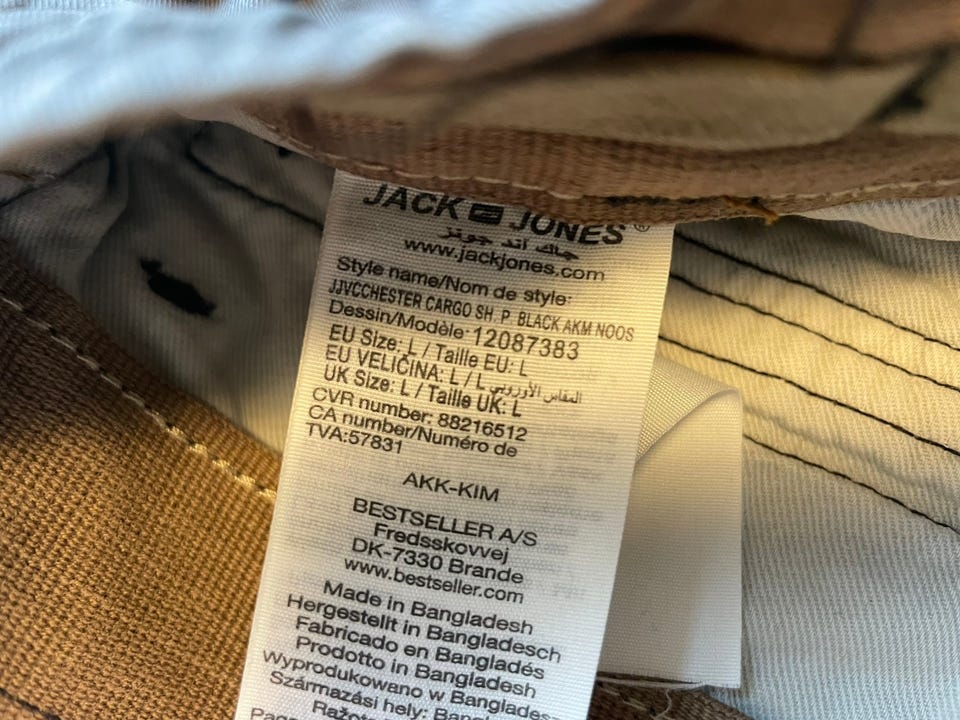 JACK JONES®
جاك اند جونز
www.jackjones.com
Style name/Nom de style:
JJVCCHESTER CARGO SH. P. BLACK AKM NOOS
Dessin/Modèle: 12087383
EU Size: L / Taille EU: L
EU VELIČINA: L / L المقاس الأوروبي
UK Size: L / Taille UK: L
CVR number: 88216512
CA number/Numéro de
TVA:57831
AKK-KIM
BESTSELLER A/S
Fredsskovvej
DK-7330 Brande
www.bestseller.com
Made in Bangladesh
Hergestellt in Bangladesch
Fabricado en Bangladés
Prodotto in Bangladesh
Wyprodukowano w Banglades
Származási hely: Bang